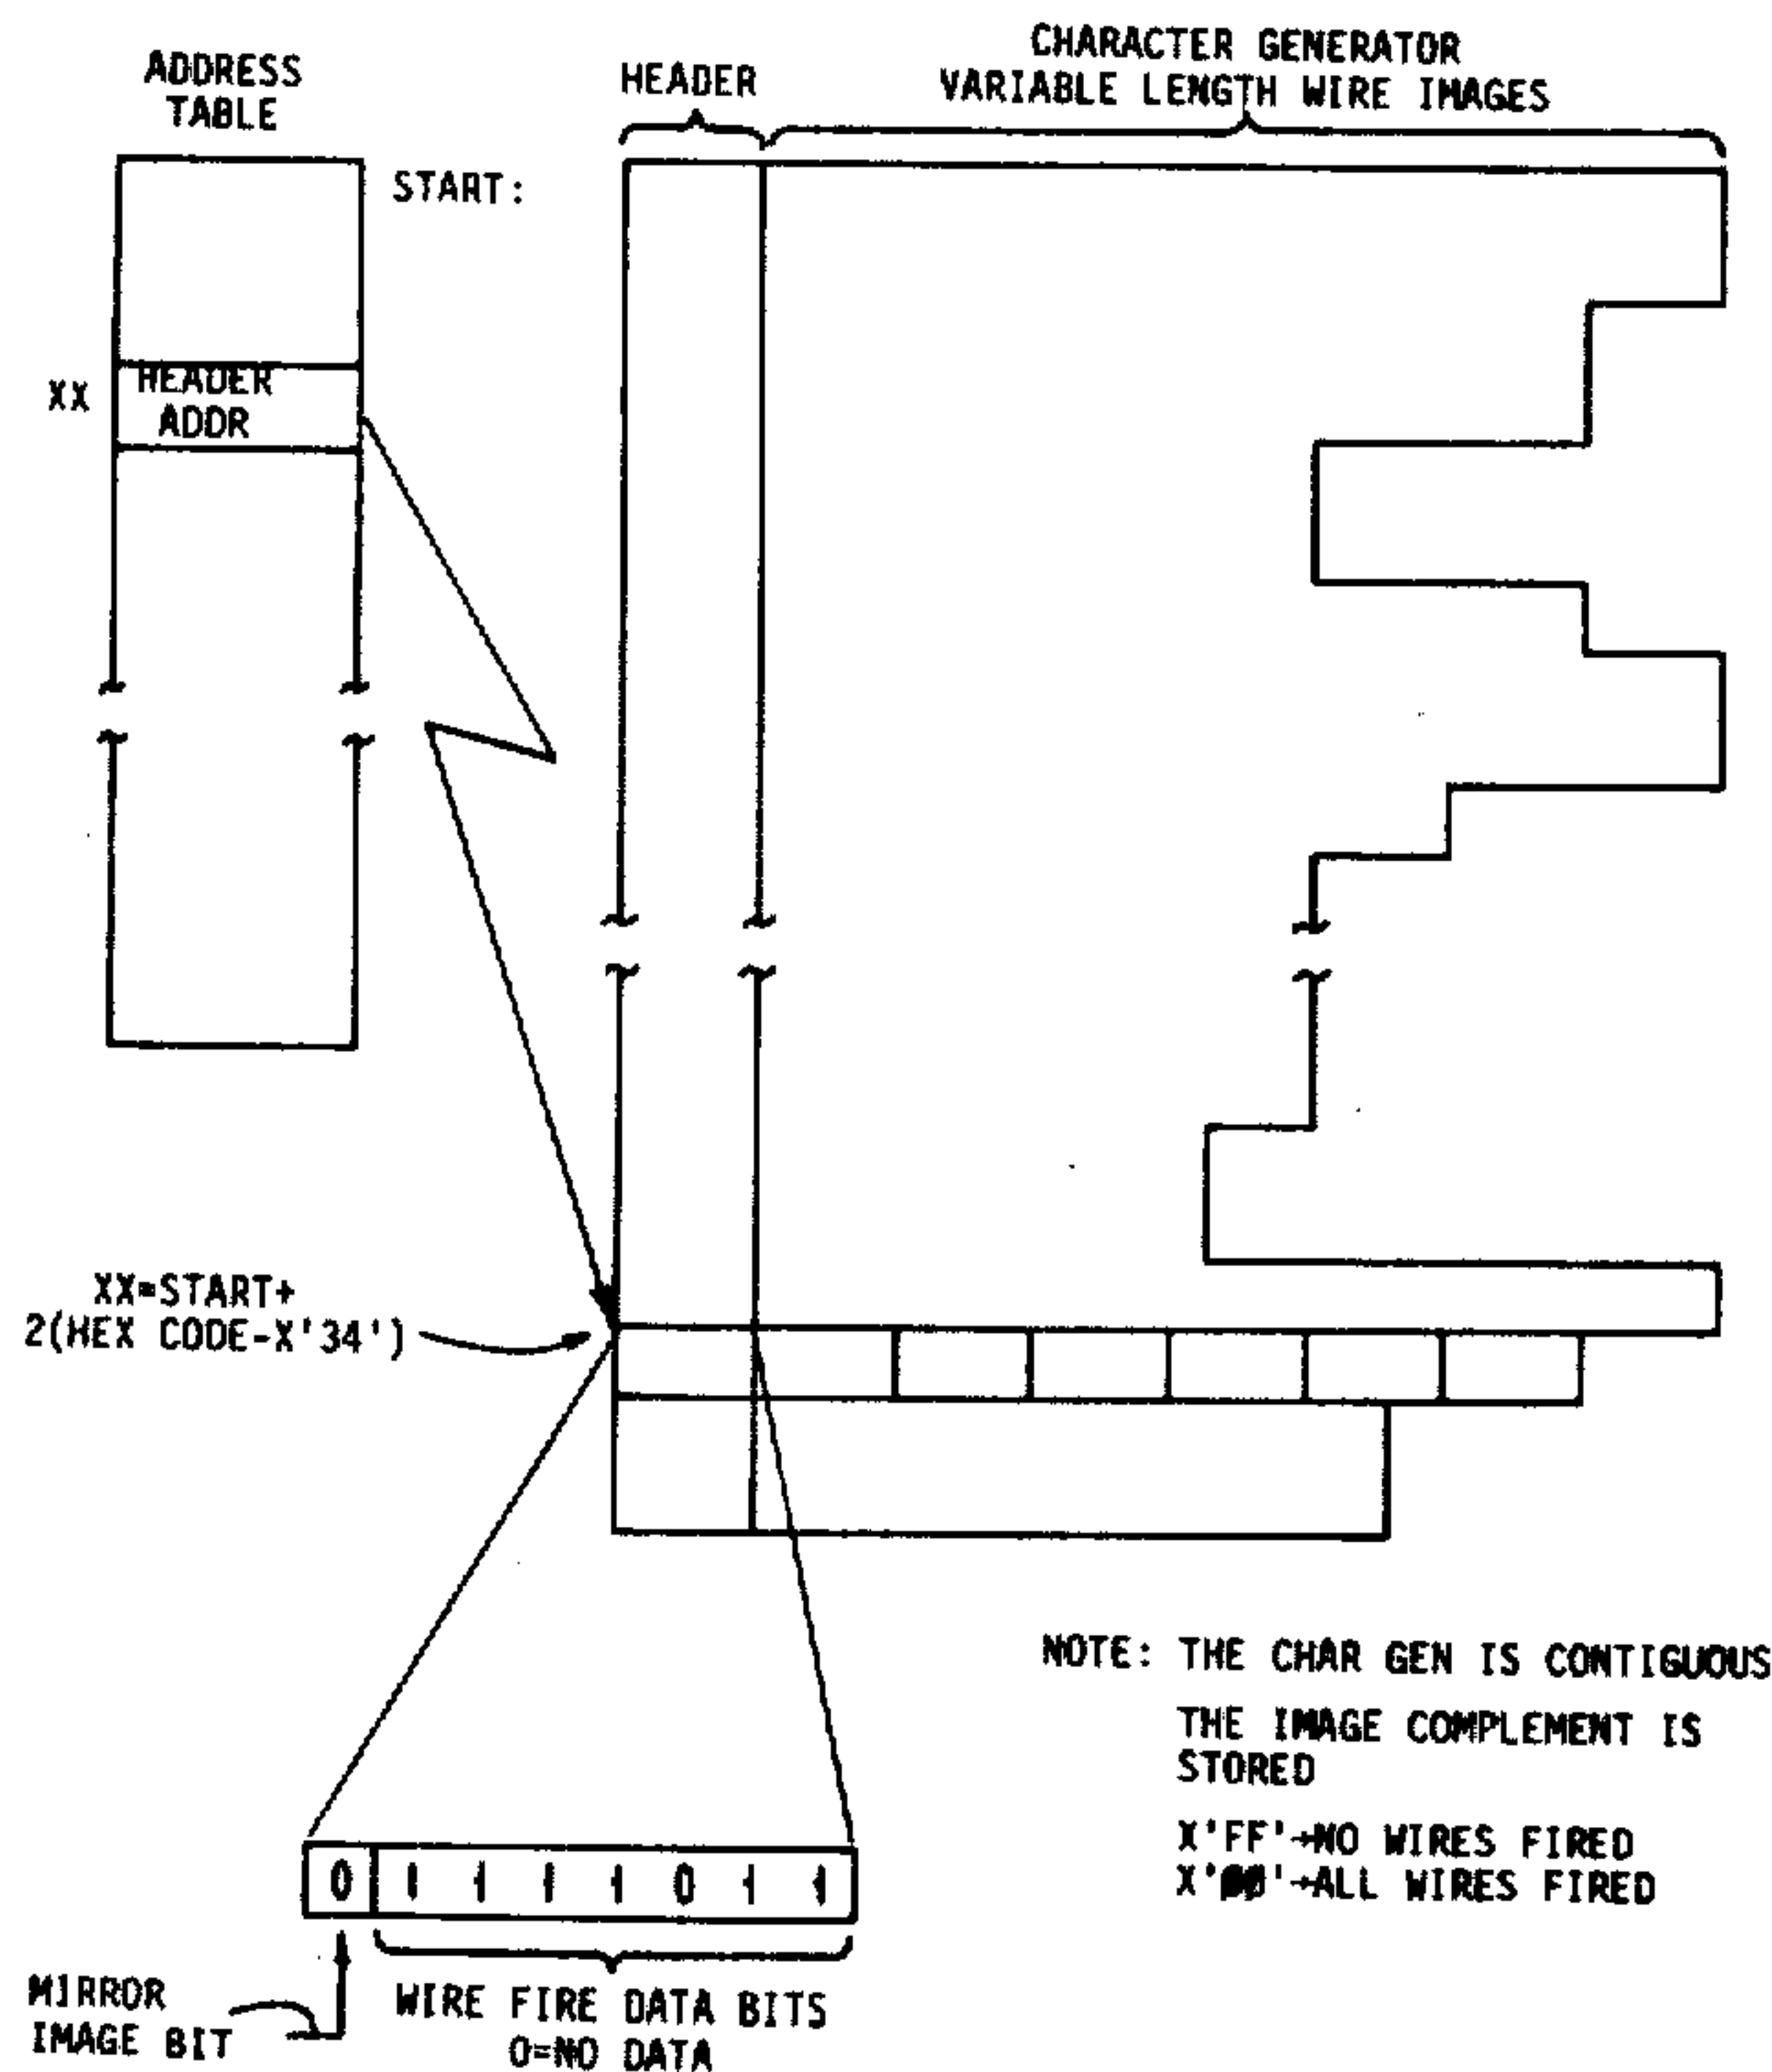 ADDRESS
TABLE
HEADER
CHARACTER GENERATOR
VARIABLE LENGTH WIRE IMAGES
START:
XX
HEADER
ADDR
XX=START+
2(HEX CODE-X'34')
NOTE: THE CHAR GEN IS CONTIGUOUS
THE IMAGE COMPLEMENT IS
STORED
X'FF'→NO WIRES FIRED
X'00'→ALL WIRES FIRED
0 1 1 1 1 0 1 1
MIRROR
IMAGE BIT
WIRE FIRE DATA BITS
0=NO DATA